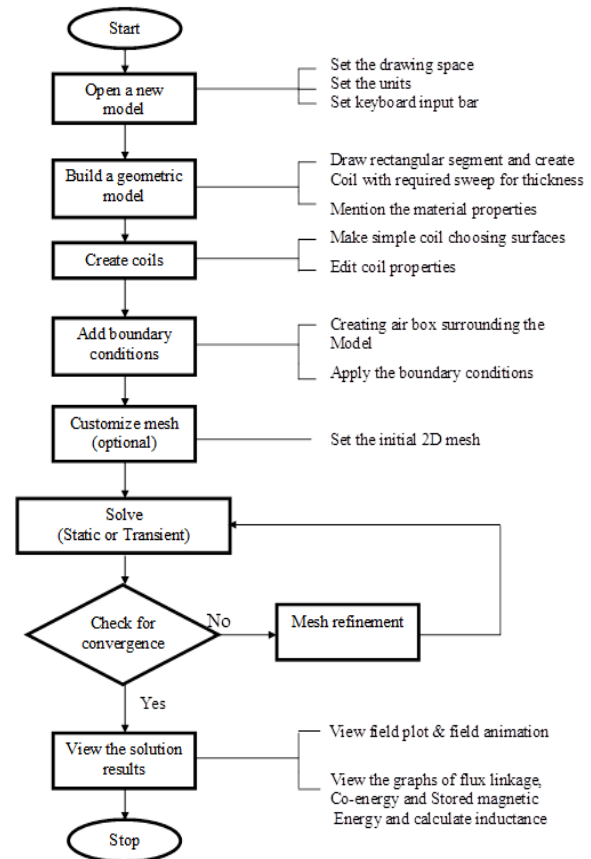 Start
Open a new
model
Set the drawing space
Set the units
Set keyboard input bar
Build a geometric
model
Draw rectangular segment and create
Coil with required sweep for thickness
Mention the material properties
Create coils
Make simple coil choosing surfaces
Edit coil properties
Add boundary
conditions
Creating air box surrounding the
Model
Apply the boundary conditions
Customize mesh
(optional)
Set the initial 2D mesh
Solve
(Static or Transient)
Check for
convergence
No
Mesh refinement
Yes
View the solution
results
View field plot & field animation
View the graphs of flux linkage,
Co-energy and Stored magnetic
Energy and calculate inductance
Stop